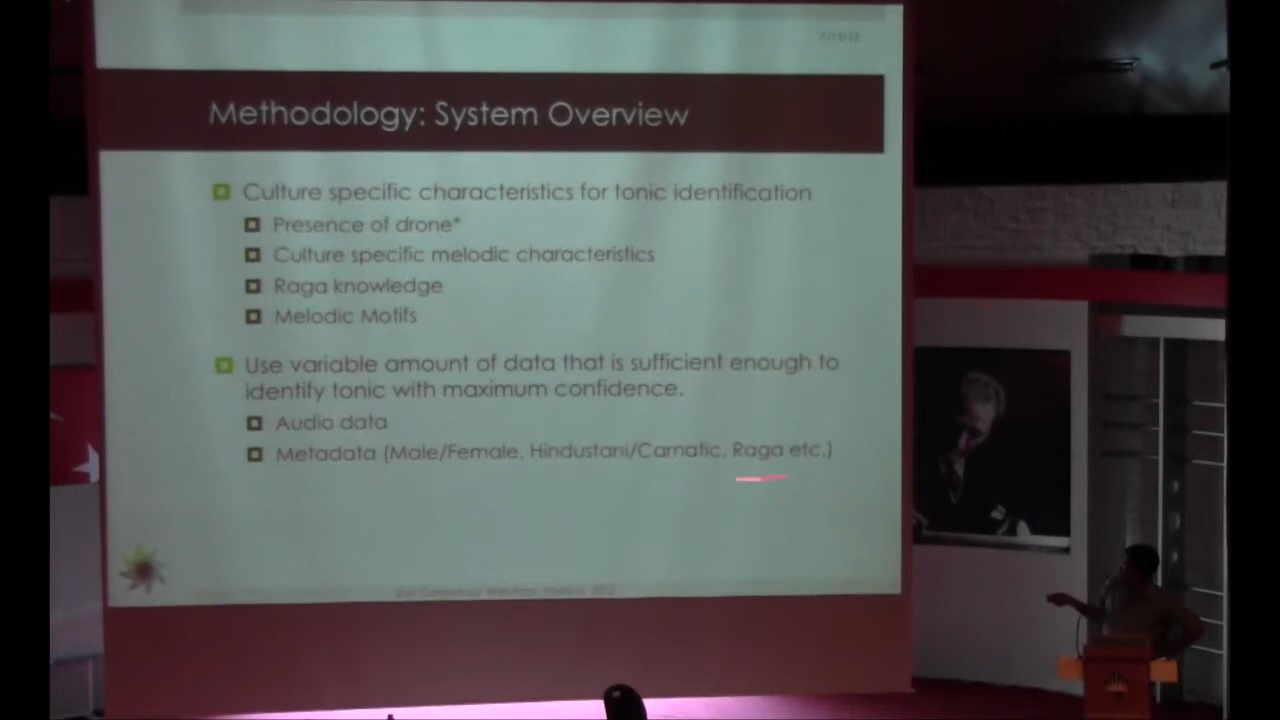 Methodology: System Overview
Culture specific characteristics for tonic identification
Presence of drone*
Culture specific melodic characteristics
Raga knowledge
Melodic Motifs
Use variable amount of data that is sufficient enough to
identify tonic with maximum confidence.
Audio data
Metadata (Male/Female, Hindustani/Carnatic, Raga etc.)